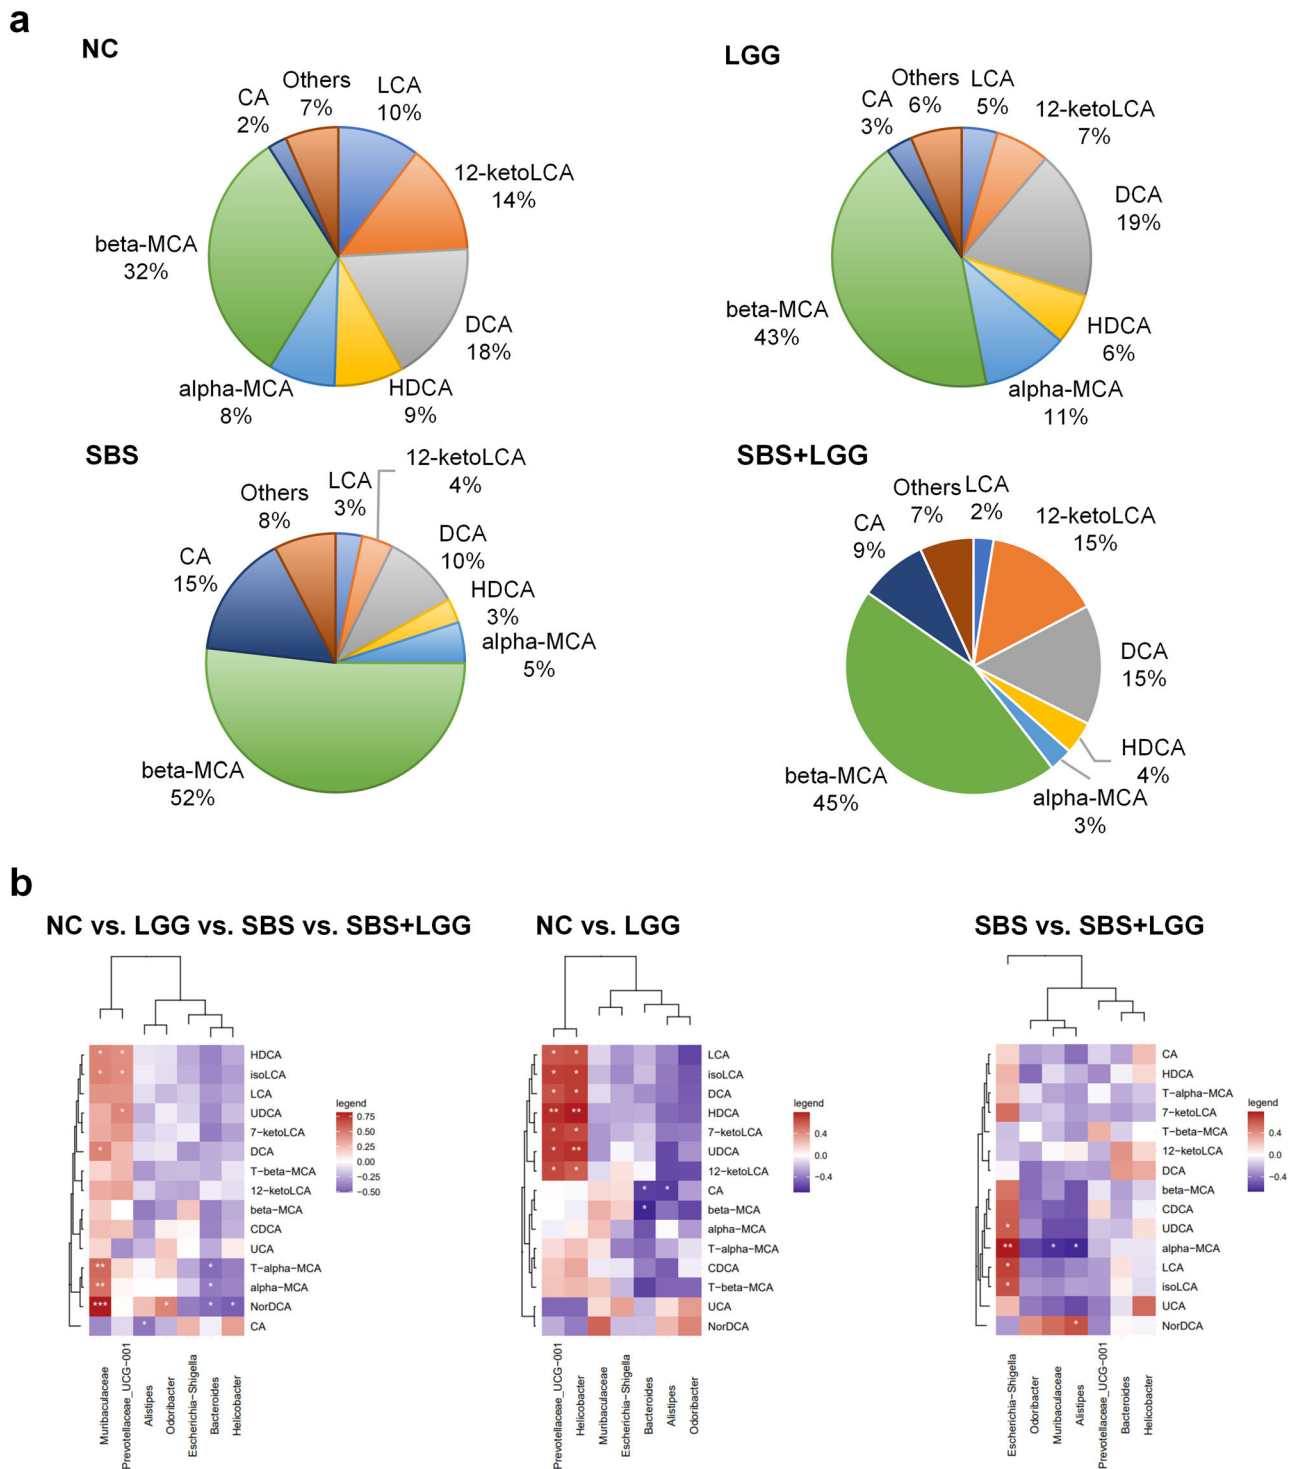 a
NC
Others
7%
LCA
10%
CA
2%
12-ketoLCA
14%
beta-MCA
32%
DCA
18%
alpha-MCA
8%
HDCA
9%
LGG
Others
6%
LCA
5%
CA
3%
12-ketoLCA
7%
DCA
19%
beta-MCA
43%
HDCA
6%
alpha-MCA
11%
SBS
12-ketoLCA
4%
LCA
3%
Others
8%
DCA
10%
CA
15%
HDCA
3%
alpha-MCA
5%
beta-MCA
52%
SBS+LGG
Others
7%
LCA
2%
CA
9%
12-ketoLCA
15%
DCA
15%
HDCA
4%
beta-MCA
45%
alpha-MCA
3%
b
NC vs. LGG vs. SBS vs. SBS+LGG
* * HDCA
* * isoLCA
LCA
* UDCA
7-ketoLCA
* DCA
T-beta-MCA
12-ketoLCA
beta-MCA
CDCA
UCA
** * T-alpha-MCA
** * alpha-MCA
*** * * * NorDCA
* CA
legend
0.75
0.50
0.25
0.00
-0.25
-0.50
Muribaculaceae
Prevotellaceae_UCG-001
Alistipes
Odoribacter
Escherichia-Shigella
Bacteroides
Helicobacter
NC vs. LGG
* * LCA
* * isoLCA
* * DCA
** ** HDCA
* * 7-ketoLCA
* ** UDCA
* * 12-ketoLCA
* * CA
* beta-MCA
alpha-MCA
T-alpha-MCA
CDCA
T-beta-MCA
UCA
NorDCA
legend
0.4
0.0
-0.4
Prevotellaceae_UCG-001
Helicobacter
Muribaculaceae
Escherichia-Shigella
Bacteroides
Alistipes
Odoribacter
SBS vs. SBS+LGG
CA
HDCA
T-alpha-MCA
7-ketoLCA
T-beta-MCA
12-ketoLCA
DCA
beta-MCA
CDCA
* UDCA
** * * alpha-MCA
* LCA
* isoLCA
UCA
* NorDCA
legend
0.4
0.0
-0.4
Escherichia-Shigella
Odoribacter
Muribaculaceae
Alistipes
Prevotellaceae_UCG-001
Bacteroides
Helicobacter